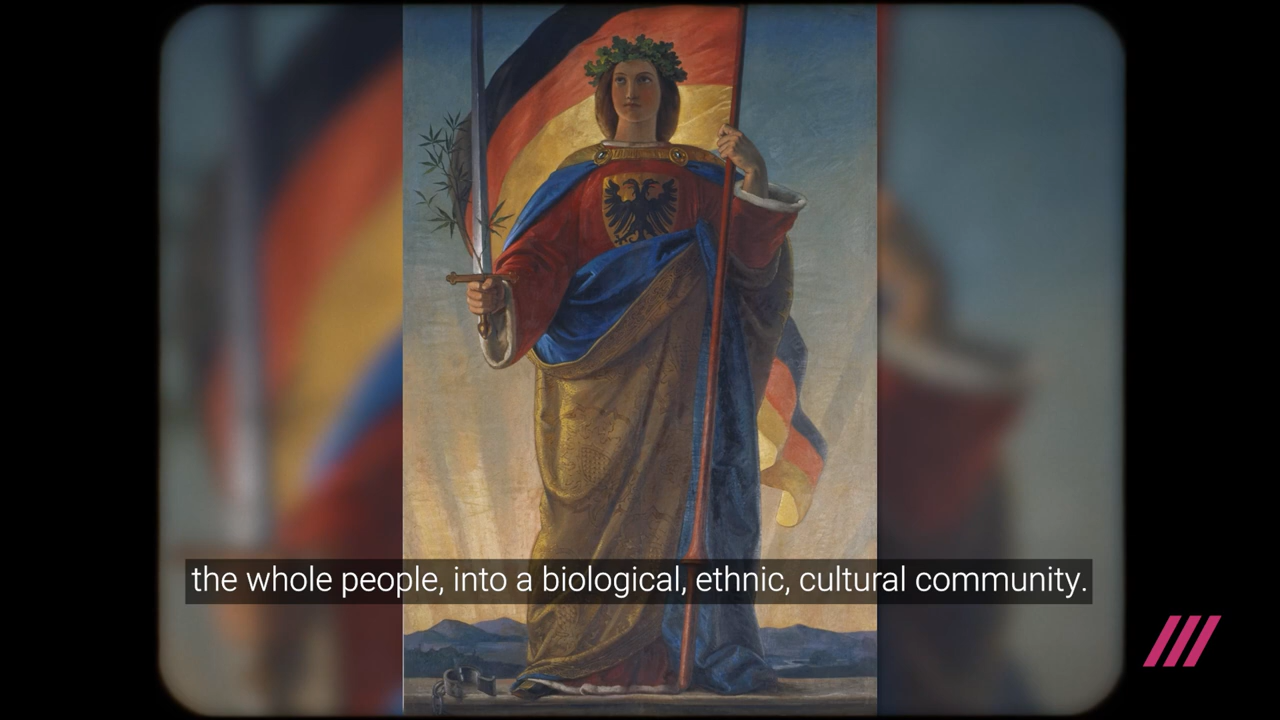 the whole people, into a biological, ethnic, cultural community.